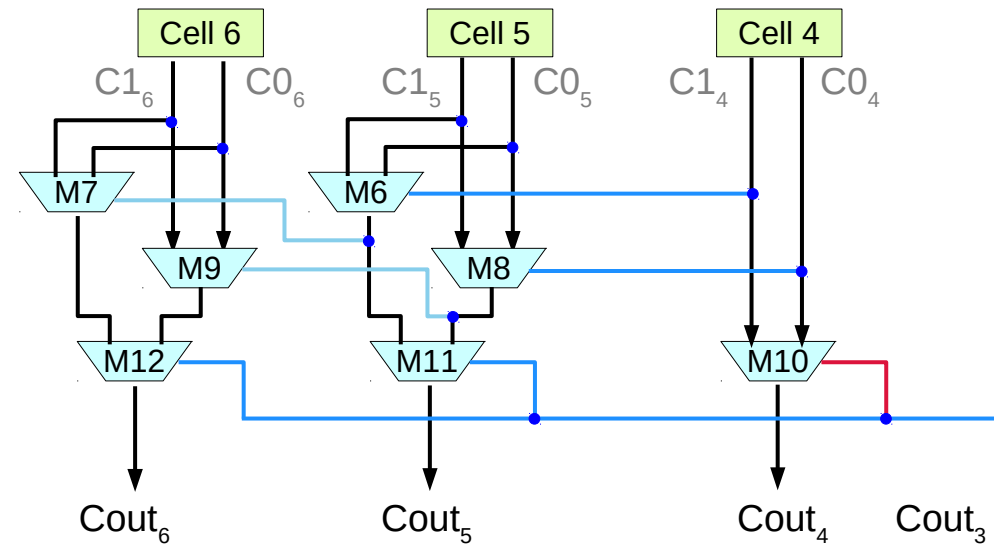 Cell 6 Cell 5 Cell 4
C1₆ C0₆ C1₅ C0₅ C1₄ C0₄
M7 M6
M9 M8
M12 M11 M10
Cout₆ Cout₅ Cout₄ Cout₃